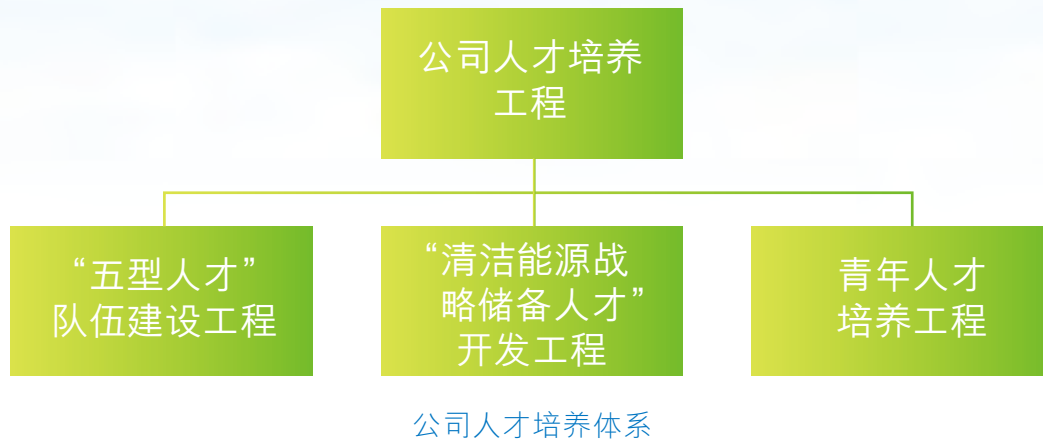 公司人才培养
工程
“五型人才”
队伍建设工程
“清洁能源战
略储备人才”
开发工程
青年人才
培养工程
公司人才培养体系